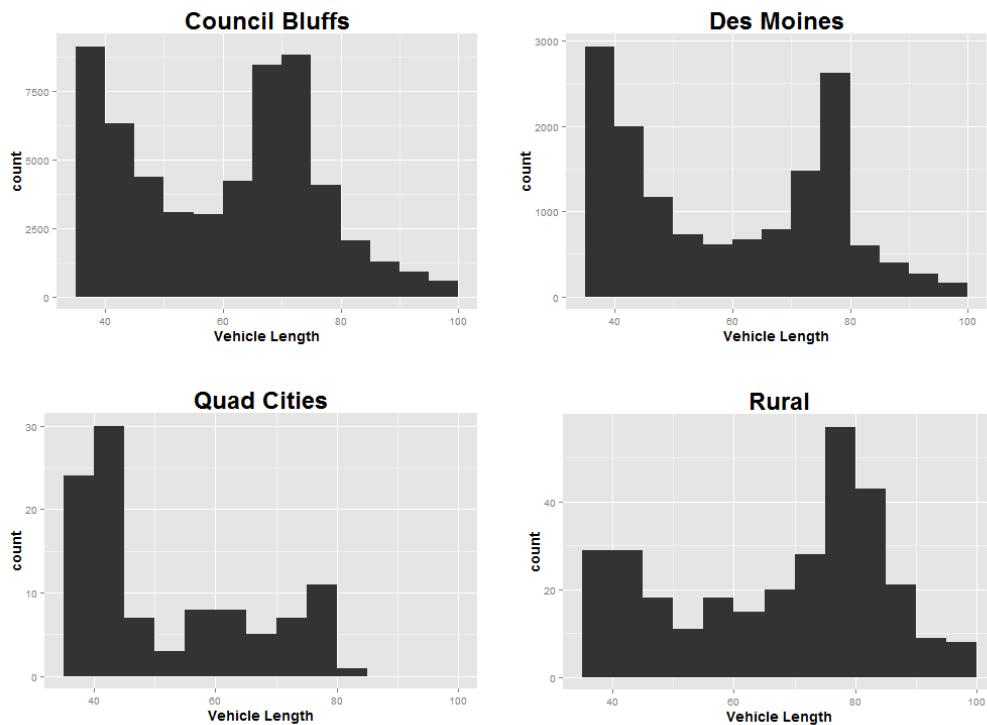 Council Bluffs
count
7500
5000
2500
0
40 60 80 100
Vehicle Length
Des Moines
count
3000
2000
1000
0
40 60 80 100
Vehicle Length
Quad Cities
count
30
20
10
0
40 60 80 100
Vehicle Length
Rural
count
40
20
0
40 60 80 100
Vehicle Length